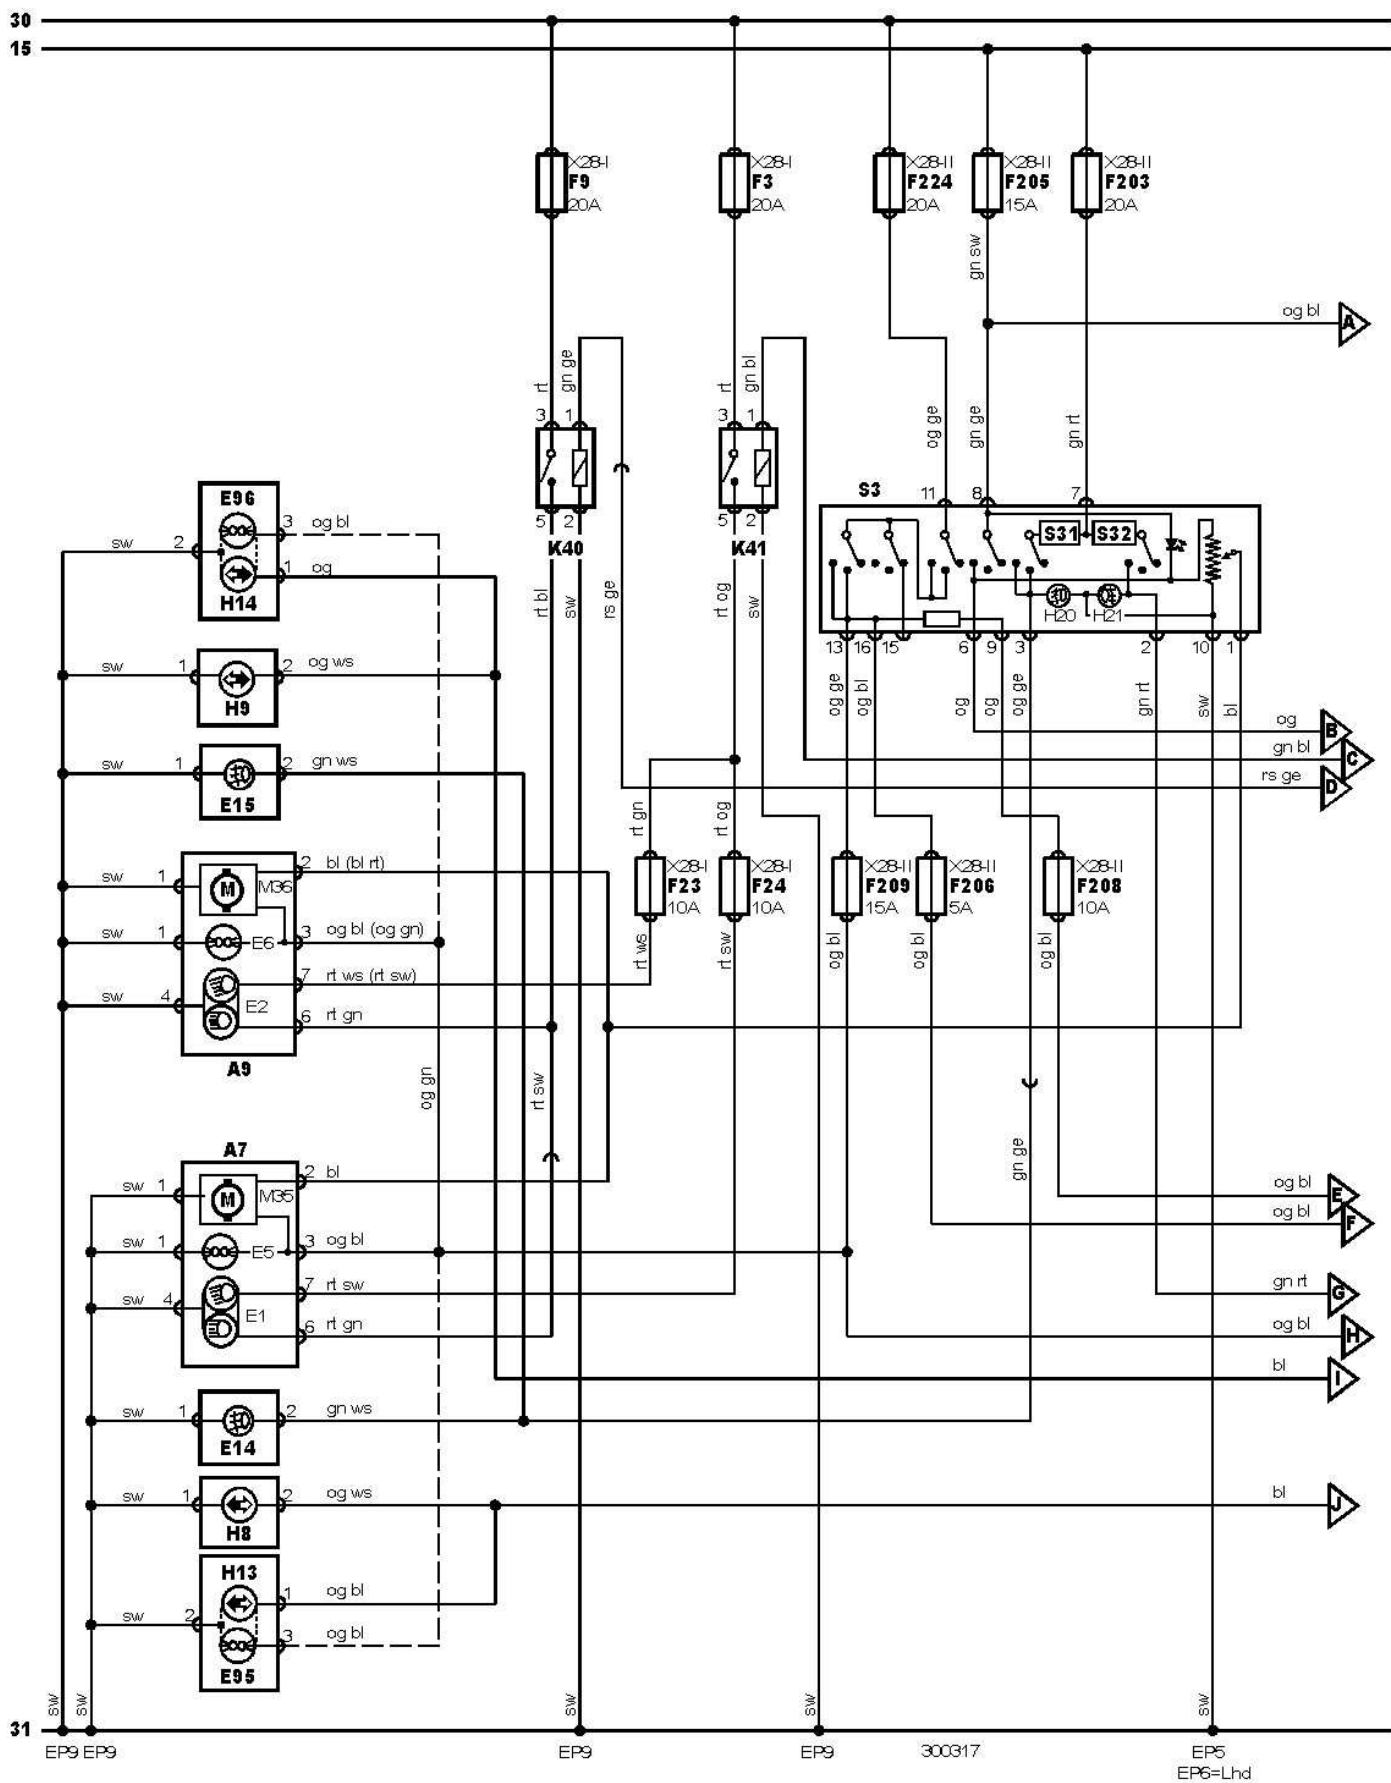 30
15
X28-I
F9
20A
X28-I
F3
20A
X28-II
F224
20A
X28-II
F205
15A
X28-II
F203
20A
gn sw
og bl
A
rt
gn ge
rt
gn bl
og ge
gn ge
gn rt
3
1
3
1
5
2
K40
5
2
K41
S3
11
8
7
S31
S32
H20
H21
13
16
15
6
9
3
2
10
1
E96
H14
sw
2
3
og bl
1
og
rt bl
sw
rs ge
rt og
sw
sw
1
2
og ws
H9
og ge
og bl
og
og
og ge
gn rt
sw
bl
og
B
gn bl
C
rs ge
D
sw
1
2
gn ws
E15
rt gn
rt og
X28-I
F23
10A
X28-I
F24
10A
X28-II
F209
15A
X28-II
F206
5A
X28-II
F208
10A
sw
1
M
M36
2
bl (bl rt)
sw
1
E6
3
og bl (og gn)
sw
4
E2
7
rt ws (rt sw)
6
rt gn
A9
rt ws
rt sw
og bl
og bl
og bl
og gn
rt sw
gn ge
A7
sw
1
M
M35
2
bl
sw
1
E5
3
og bl
sw
4
E1
7
rt sw
6
rt gn
og bl
E
og bl
F
gn rt
G
og bl
H
bl
I
sw
1
2
gn ws
E14
sw
1
2
og ws
H8
bl
J
H13
1
og bl
sw
2
3
og bl
E95
sw
sw
sw
sw
sw
31
EP9
EP9
EP9
EP9
300317
EP5
EP6=Lhd